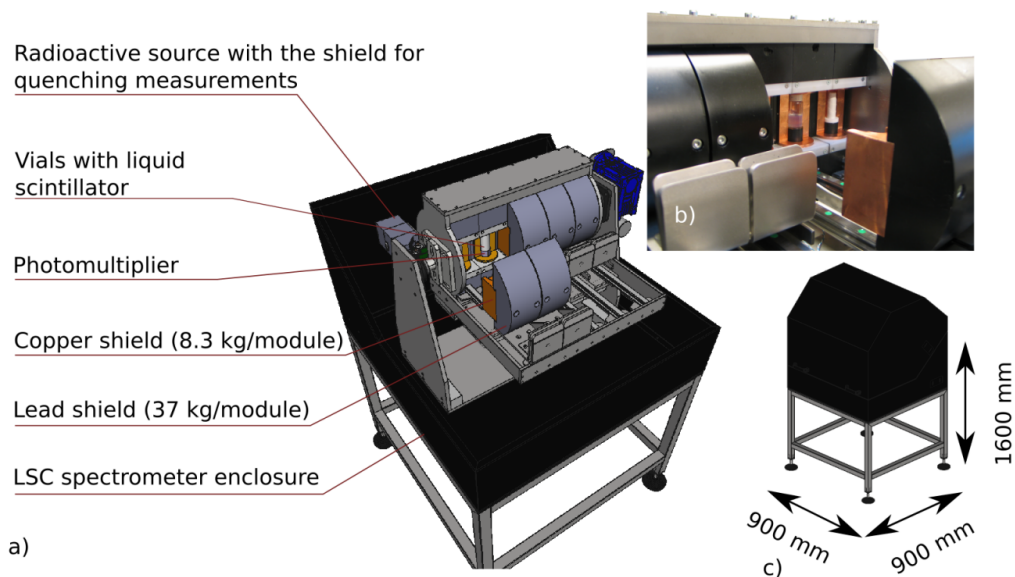 Radioactive source with the shield for
quenching measurements
Vials with liquid
scintillator
Photomultiplier
Copper shield (8.3 kg/module)
Lead shield (37 kg/module)
LSC spectrometer enclosure
a)
b)
1600 mm
900 mm
900 mm
c)